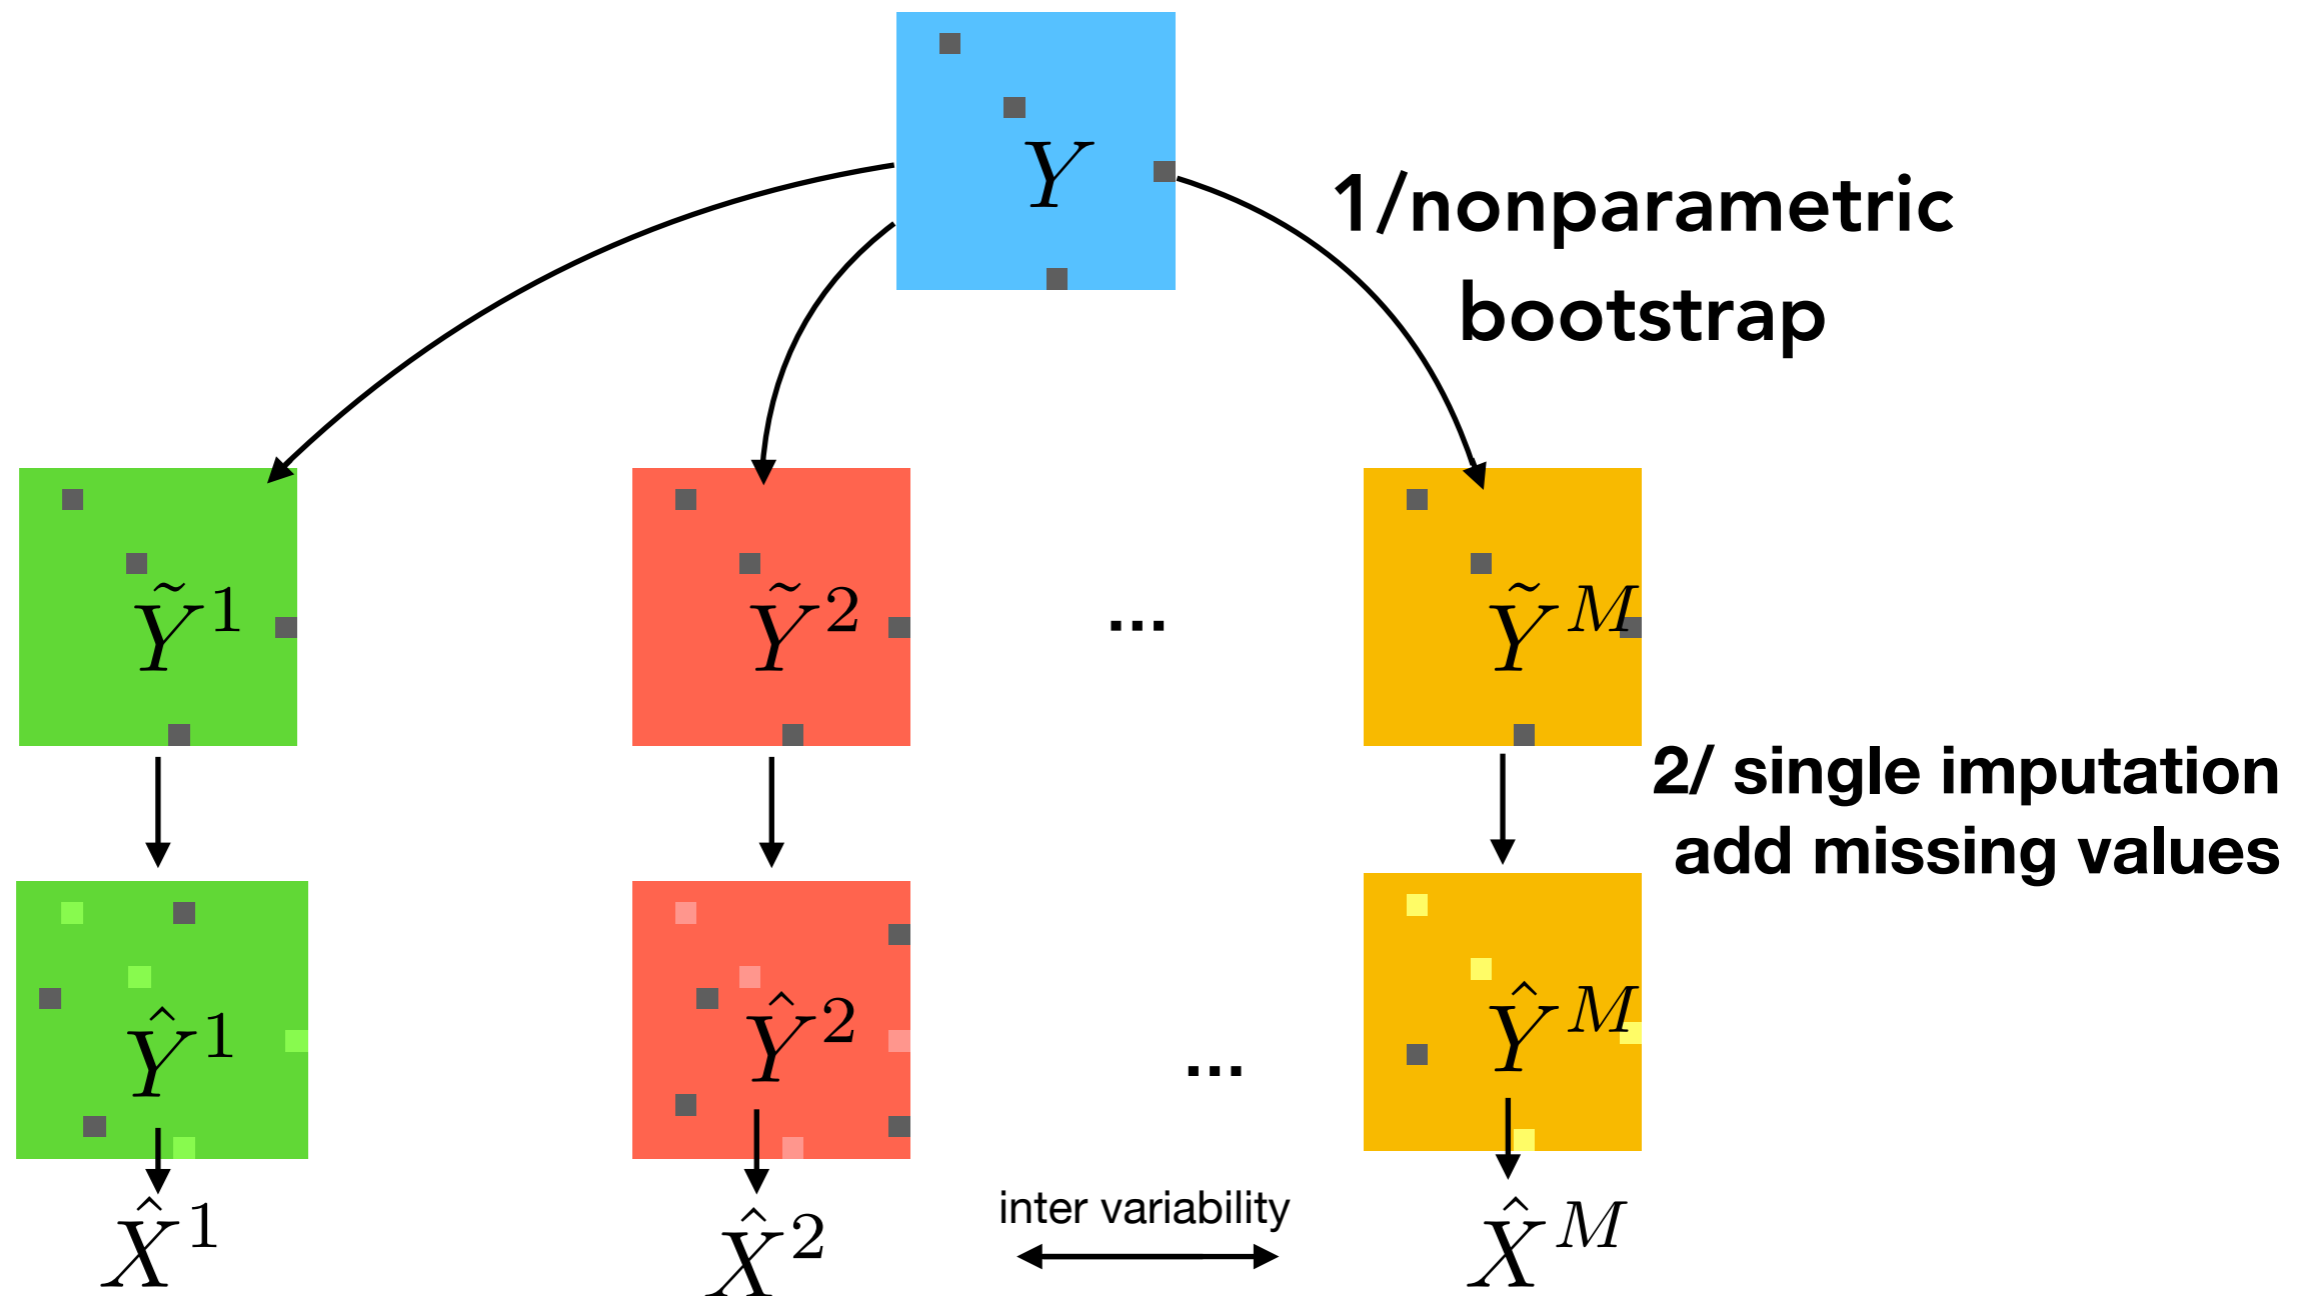 Y
1/nonparametric
bootstrap
Ỹ¹
Ỹ²
...
Ỹᴹ
2/ single imputation
add missing values
Ŷ¹
Ŷ²
...
Ŷᴹ
inter variability
X̂¹
X̂²
X̂ᴹ